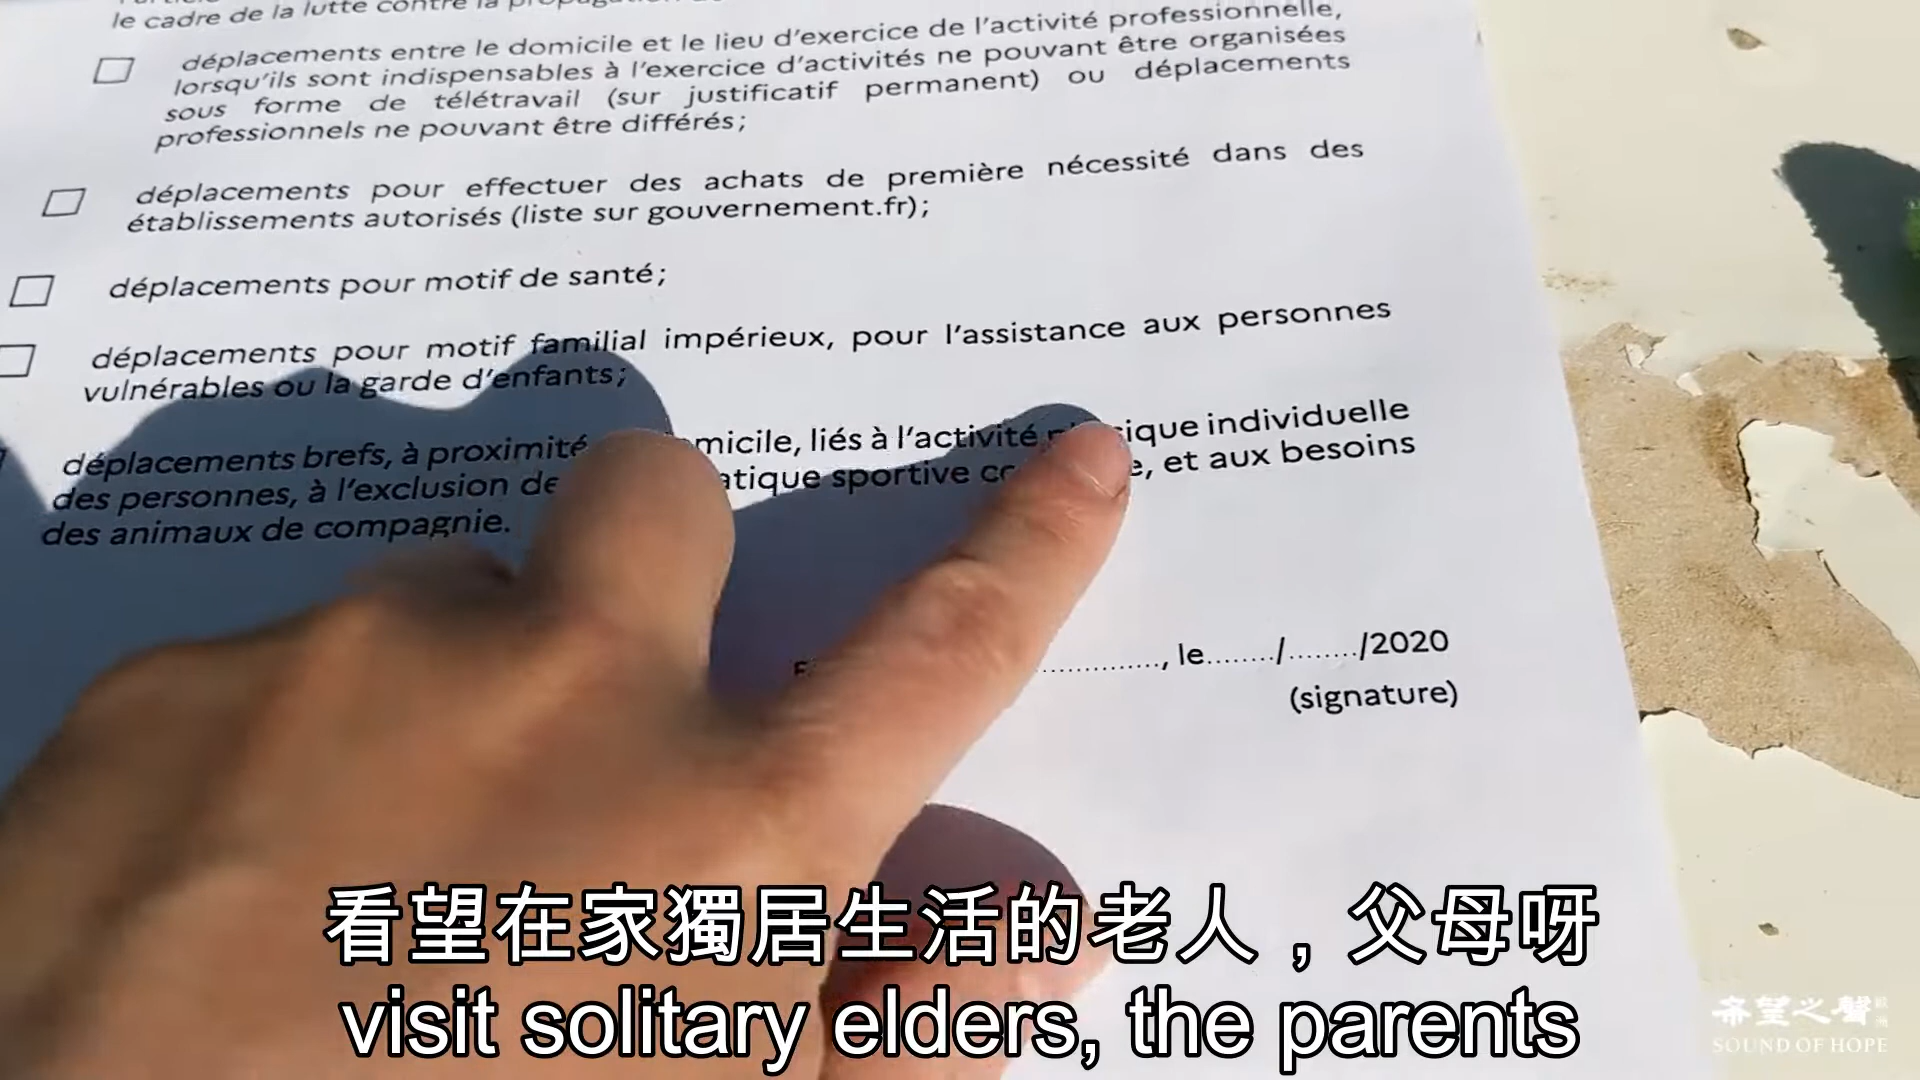 le cadre de la lutte contre la
déplacements entre le domicile et le lieu d'exercice de l'activité professionnelle,
lorsqu'ils sont indispensables à l'exercice d'activités ne pouvant être organisées
sous forme de télétravail (sur justificatif permanent) ou déplacements
professionnels ne pouvant être différés;
déplacements pour effectuer des achats de première nécessité dans des
établissements autorisés (liste sur gouvernement.fr);
déplacements pour motif de santé;
déplacements pour motif familial impérieux, pour l'assistance aux personnes
vulnérables ou la garde d'enfants;
déplacements brefs, à proximité micile, liés à l'activité ique individuelle
des personnes, à l'exclusion de atique sportive co e, et aux besoins
des animaux de compagnie.
.............., le......../......../2020
(signature)
看望在家獨居生活的老人，父母呀
visit solitary elders, the parents
希望之聲
SOUND OF HOPE